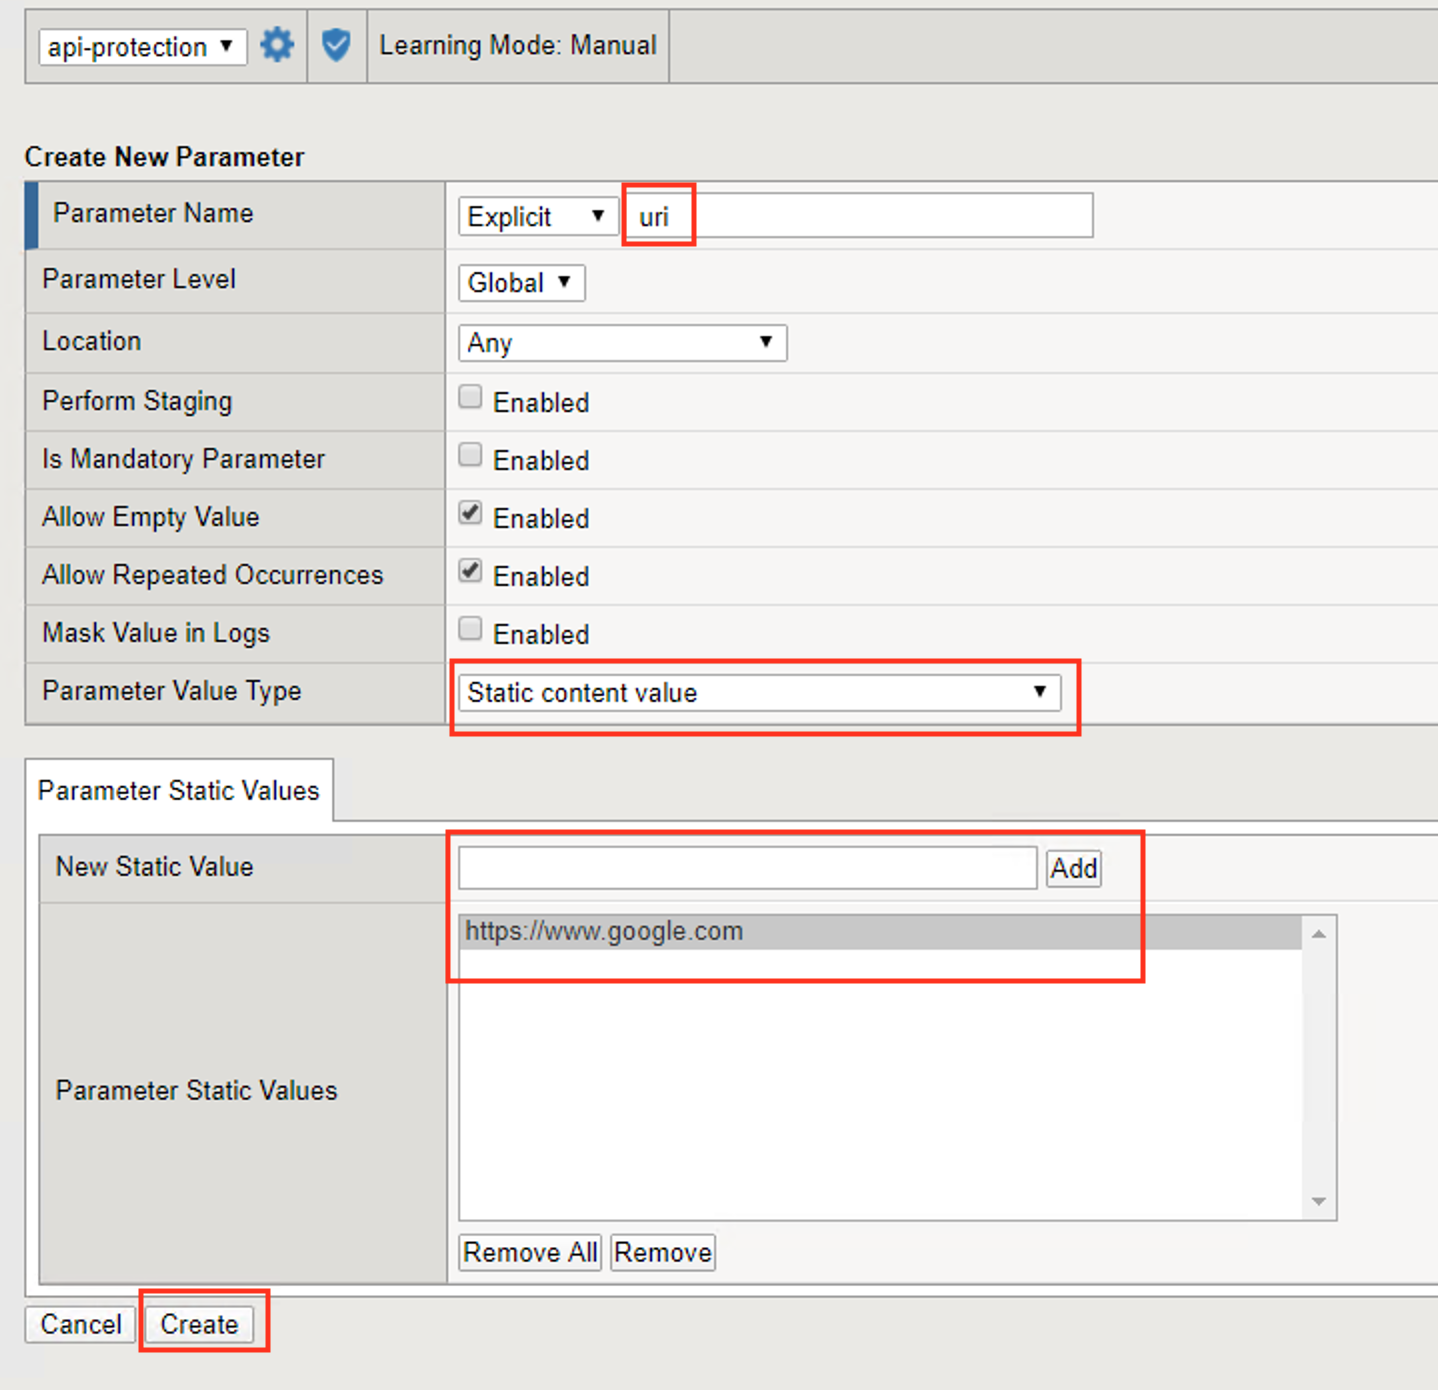 api-protection Learning Mode: Manual
Create New Parameter
Parameter Name Explicit uri
Parameter Level Global
Location Any
Perform Staging Enabled
Is Mandatory Parameter Enabled
Allow Empty Value Enabled
Allow Repeated Occurrences Enabled
Mask Value in Logs Enabled
Parameter Value Type Static content value
Parameter Static Values
New Static Value Add
https://www.google.com
Parameter Static Values
Remove All Remove
Cancel Create